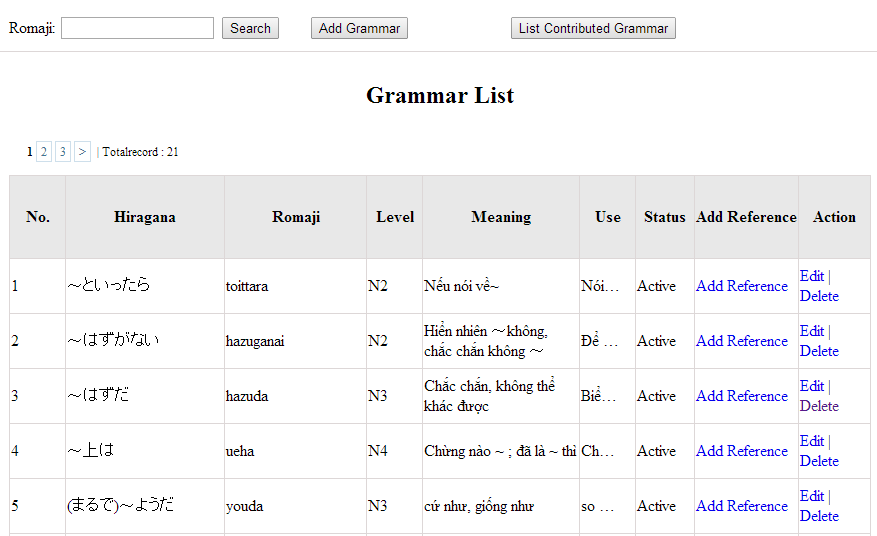 Romaji: Search Add Grammar List Contributed Grammar
Grammar List
1 2 3 > | Totalrecord : 21
No. Hiragana Romaji Level Meaning Use Status Add Reference Action
1 ～といったら toittara N2 Nếu nói về~ Nói… Active Add Reference Edit | Delete
2 ～はずがない hazuganai N2 Hiển nhiên ～không, chắc chắn không ～ Để … Active Add Reference Edit | Delete
3 ～はずだ hazuda N3 Chắc chắn, không thể khác được Biể… Active Add Reference Edit | Delete
4 ～上は ueha N4 Chừng nào ~ ; đã là ~ thì Ch… Active Add Reference Edit | Delete
5 (まるで)～ようだ youda N3 cứ như, giống như so … Active Add Reference Edit | Delete